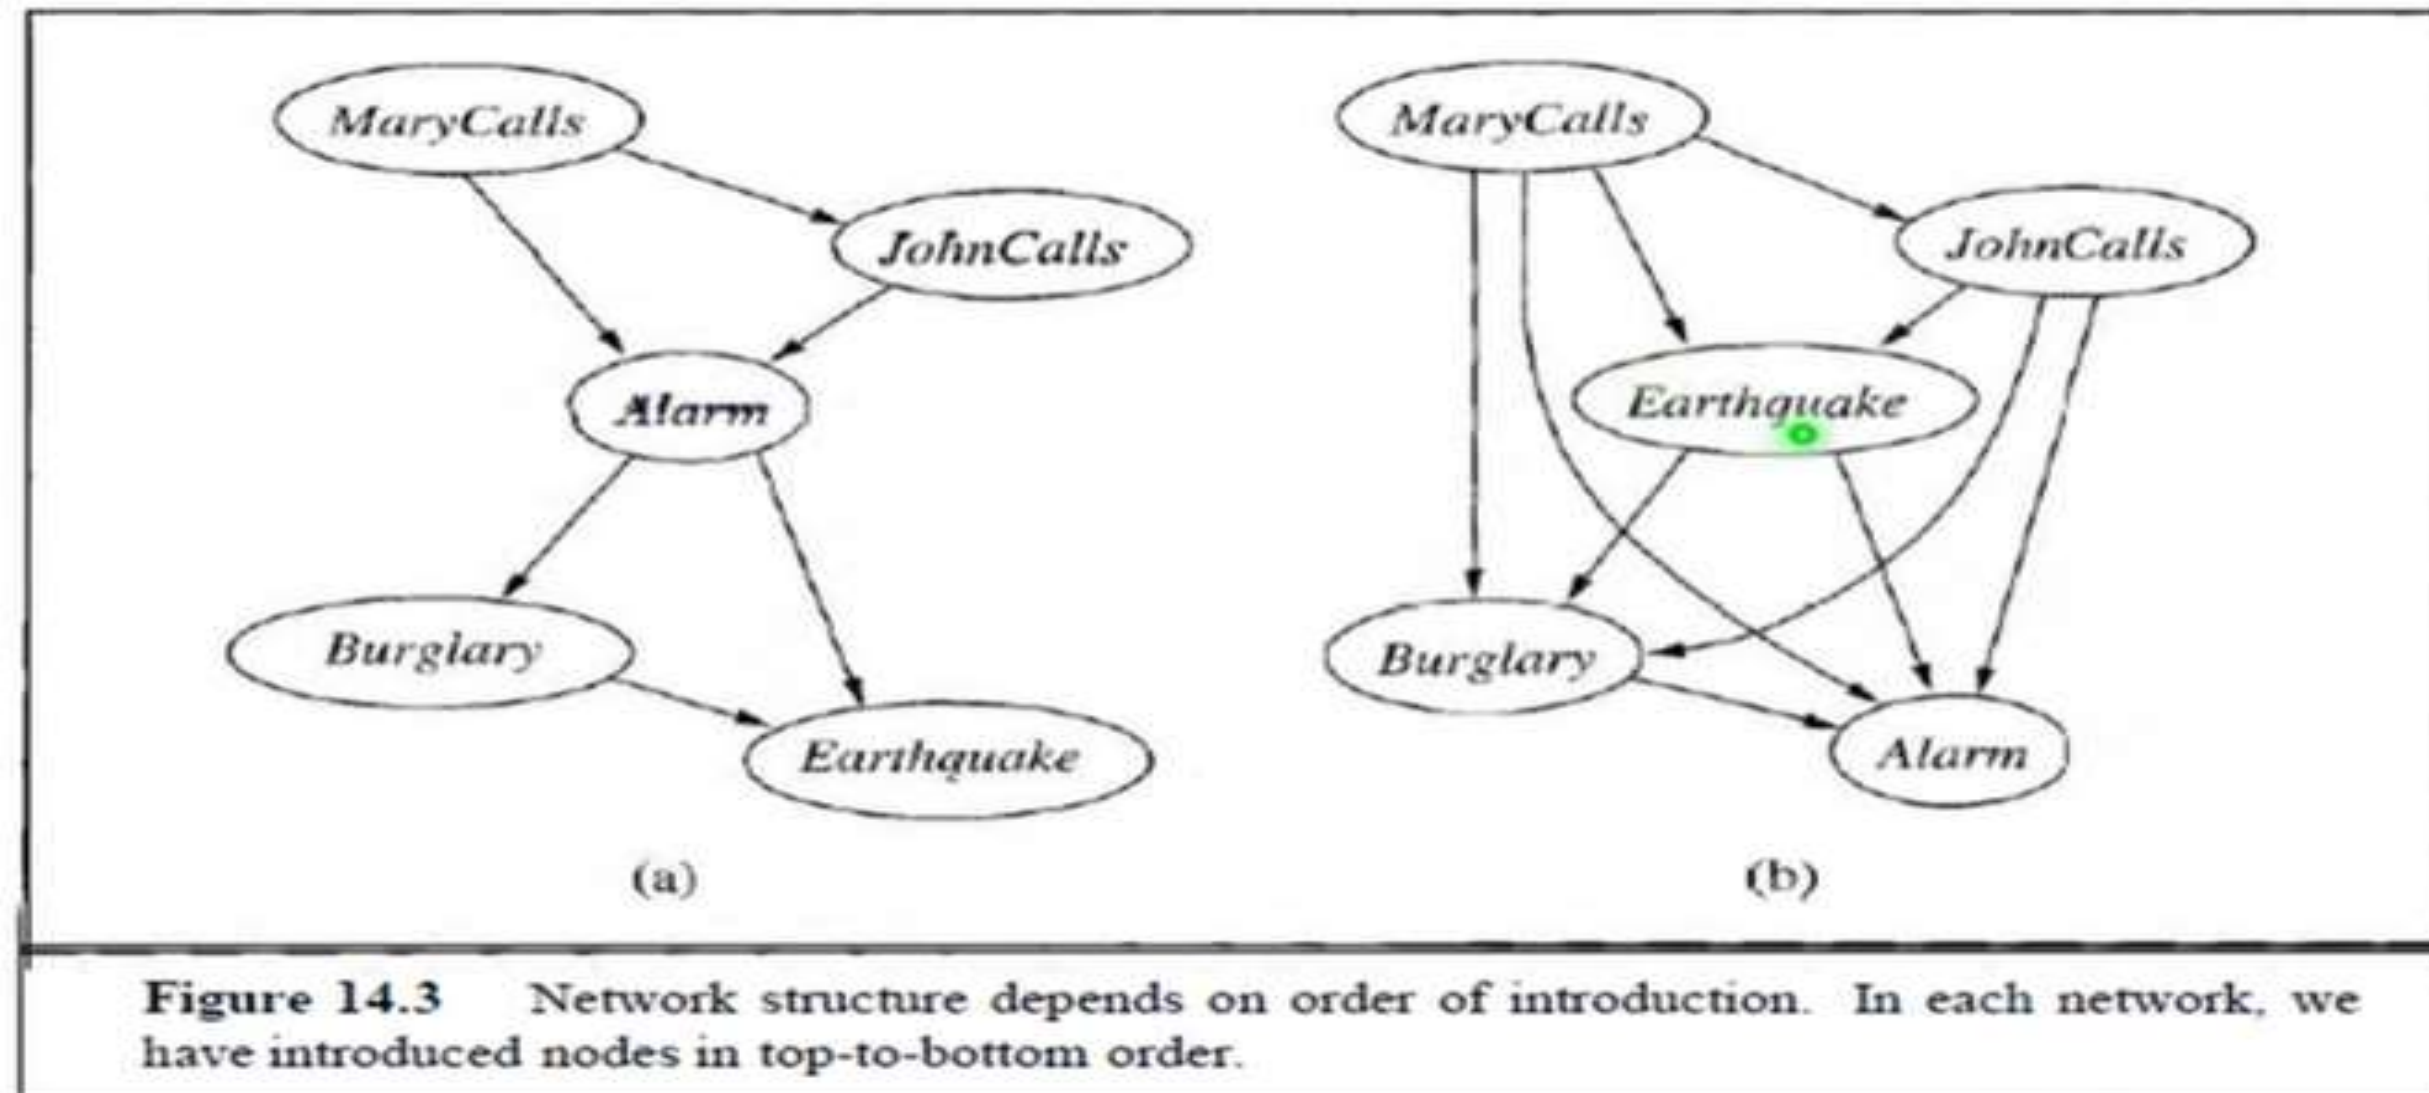 MaryCalls
JohnCalls
Alarm
Burglary
Earthquake
(a)
MaryCalls
JohnCalls
Earthquake
Burglary
Alarm
(b)
Figure 14.3 Network structure depends on order of introduction. In each network, we
have introduced nodes in top-to-bottom order.